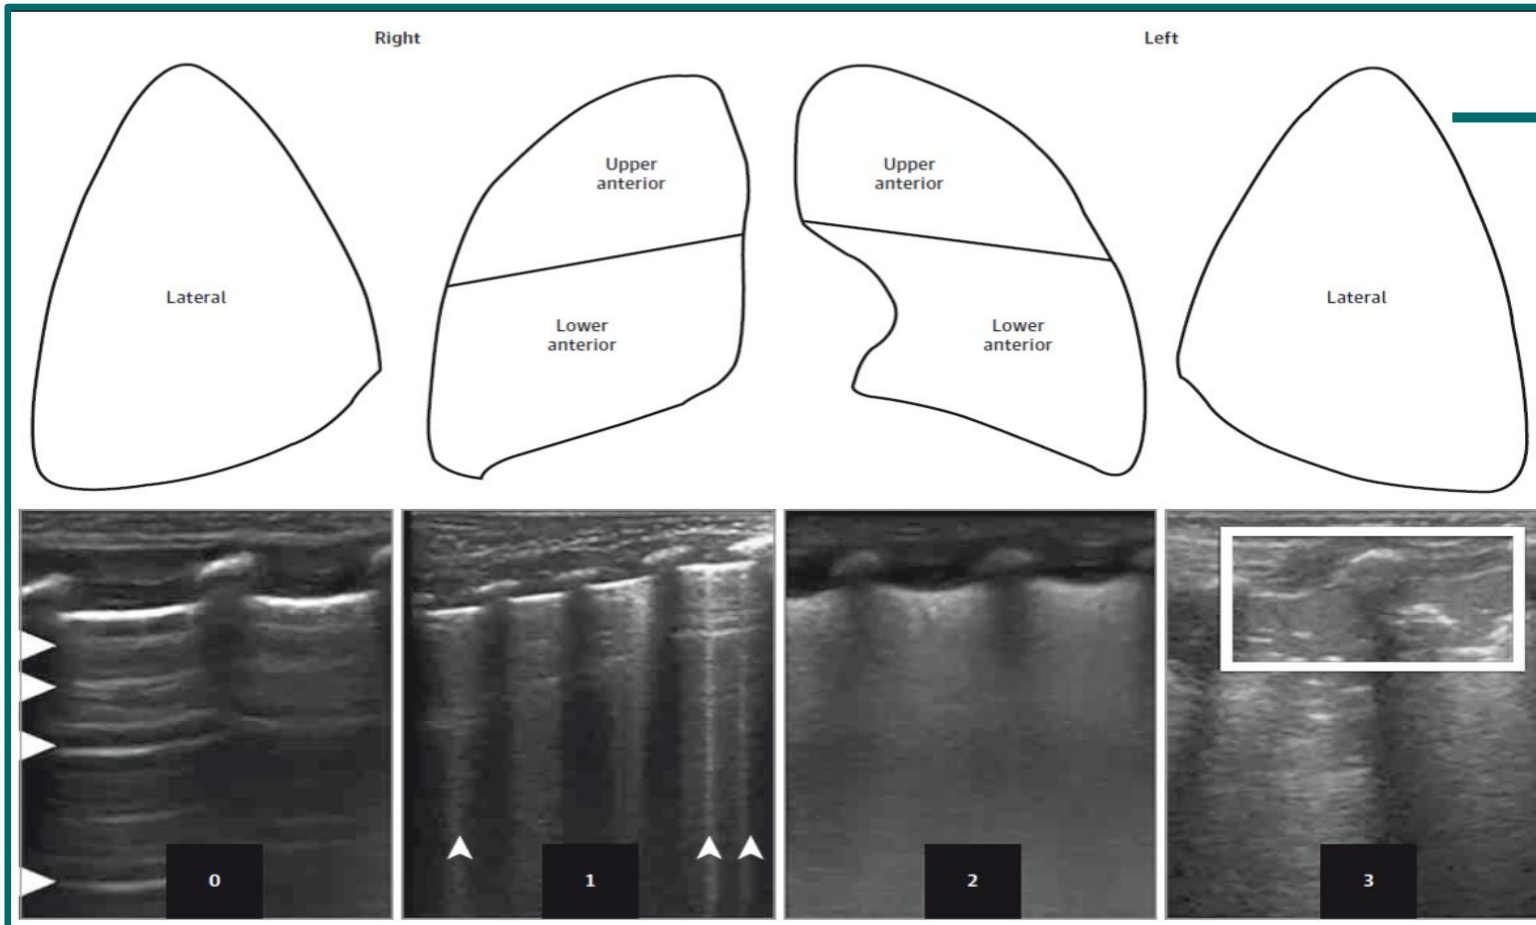 Right
Left
Upper
anterior
Upper
anterior
Lateral
Lateral
Lower
anterior
Lower
anterior
0
1
2
3